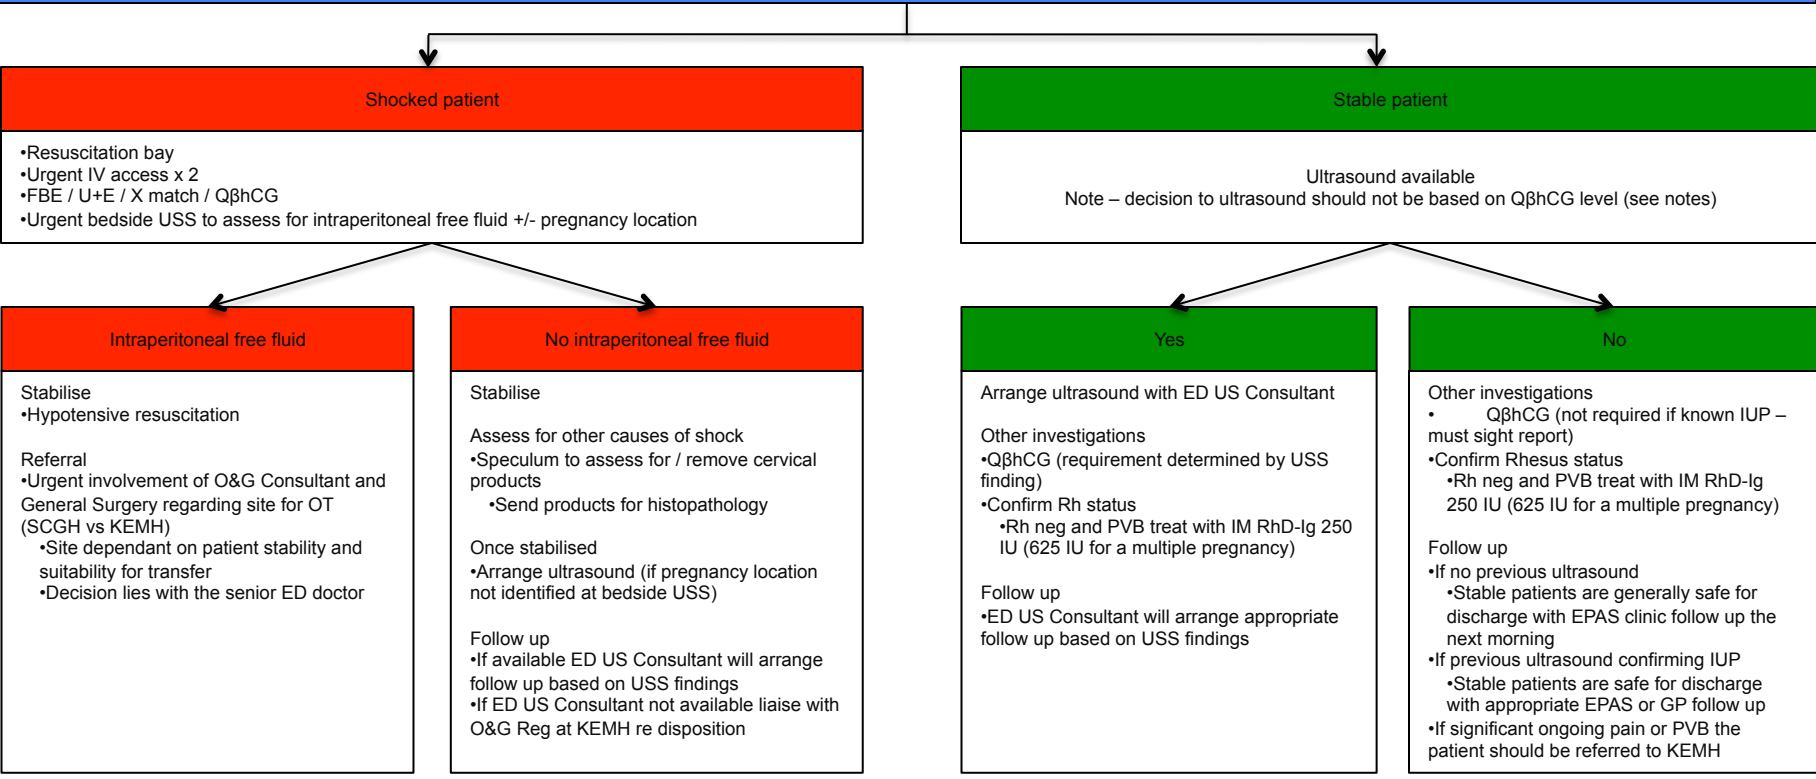 Shocked patient
•Resuscitation bay
•Urgent IV access x 2
•FBE / U+E / X match / QβhCG
•Urgent bedside USS to assess for intraperitoneal free fluid +/- pregnancy location
Stable patient
Ultrasound available
Note – decision to ultrasound should not be based on QβhCG level (see notes)
Intraperitoneal free fluid
Stabilise
•Hypotensive resuscitation
Referral
•Urgent involvement of O&G Consultant and
General Surgery regarding site for OT
(SCGH vs KEMH)
•Site dependant on patient stability and
suitability for transfer
•Decision lies with the senior ED doctor
No intraperitoneal free fluid
Stabilise
Assess for other causes of shock
•Speculum to assess for / remove cervical
products
•Send products for histopathology
Once stabilised
•Arrange ultrasound (if pregnancy location
not identified at bedside USS)
Follow up
•If available ED US Consultant will arrange
follow up based on USS findings
•If ED US Consultant not available liaise with
O&G Reg at KEMH re disposition
Yes
Arrange ultrasound with ED US Consultant
Other investigations
•QβhCG (requirement determined by USS
finding)
•Confirm Rh status
•Rh neg and PVB treat with IM RhD-Ig 250
IU (625 IU for a multiple pregnancy)
Follow up
•ED US Consultant will arrange appropriate
follow up based on USS findings
No
Other investigations
• QβhCG (not required if known IUP –
must sight report)
•Confirm Rhesus status
•Rh neg and PVB treat with IM RhD-Ig
250 IU (625 IU for a multiple pregnancy)
Follow up
•If no previous ultrasound
•Stable patients are generally safe for
discharge with EPAS clinic follow up the
next morning
•If previous ultrasound confirming IUP
•Stable patients are safe for discharge
with appropriate EPAS or GP follow up
•If significant ongoing pain or PVB the
patient should be referred to KEMH